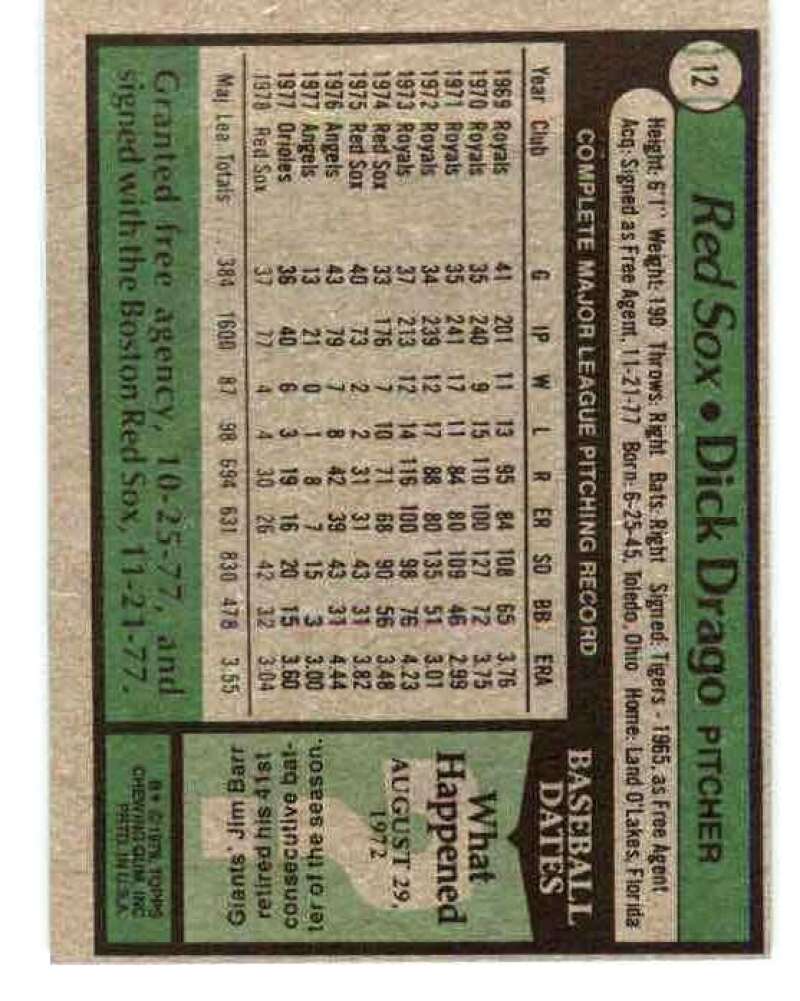 12
Red Sox • Dick Drago PITCHER
Height: 6'1" Weight: 190 Throws: Right Bats: Right Signed: Tigers - 1965, as Free Agent
Acq: Signed as Free Agent, 11-21-77 Born: 6-25-45, Toledo, Ohio Home: Land O'Lakes, Florida
COMPLETE MAJOR LEAGUE PITCHING RECORD
Year Club G IP W L R ER SO BB ERA
1969 Royals 41 201 11 13 95 84 108 65 3.76
1970 Royals 35 240 9 15 110 100 127 72 3.75
1971 Royals 35 241 17 11 84 80 109 46 2.99
1972 Royals 34 239 12 17 88 80 135 51 3.01
1973 Royals 37 213 12 14 116 100 98 76 4.23
1974 Red Sox 33 176 7 10 71 68 90 56 3.48
1975 Red Sox 40 73 2 2 31 31 43 31 3.82
1976 Angels 43 79 7 8 42 39 43 31 4.44
1977 Angels 13 21 0 1 8 7 15 3 3.00
1977 Orioles 36 40 6 3 19 16 20 15 3.60
1978 Red Sox 37 77 4 4 30 26 42 32 3.04
Maj Lea Totals 384 1600 87 98 694 631 830 478 3.55
Granted free agency, 10-25-77, and
signed with the Boston Red Sox, 11-21-77.
BASEBALL
DATES
What
Happened
AUGUST 29,
1972
Giants' Jim Barr
retired his 41st
consecutive bat-
ter of the season.
B* © 1979, TOPPS
CHEWING GUM, INC.
PRTD. IN U.S.A.